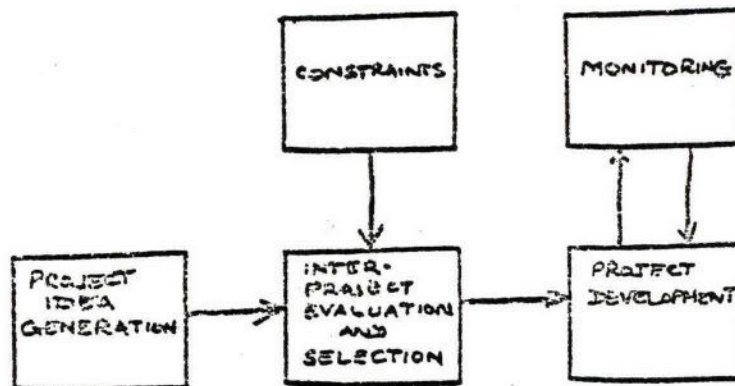 CONSTRAINTS
MONITORING
PROJECT
IDEA
GENERATION
INTER-
PROJECT
EVALUATION
AND
SELECTION
PROJECT
DEVELOPMENT